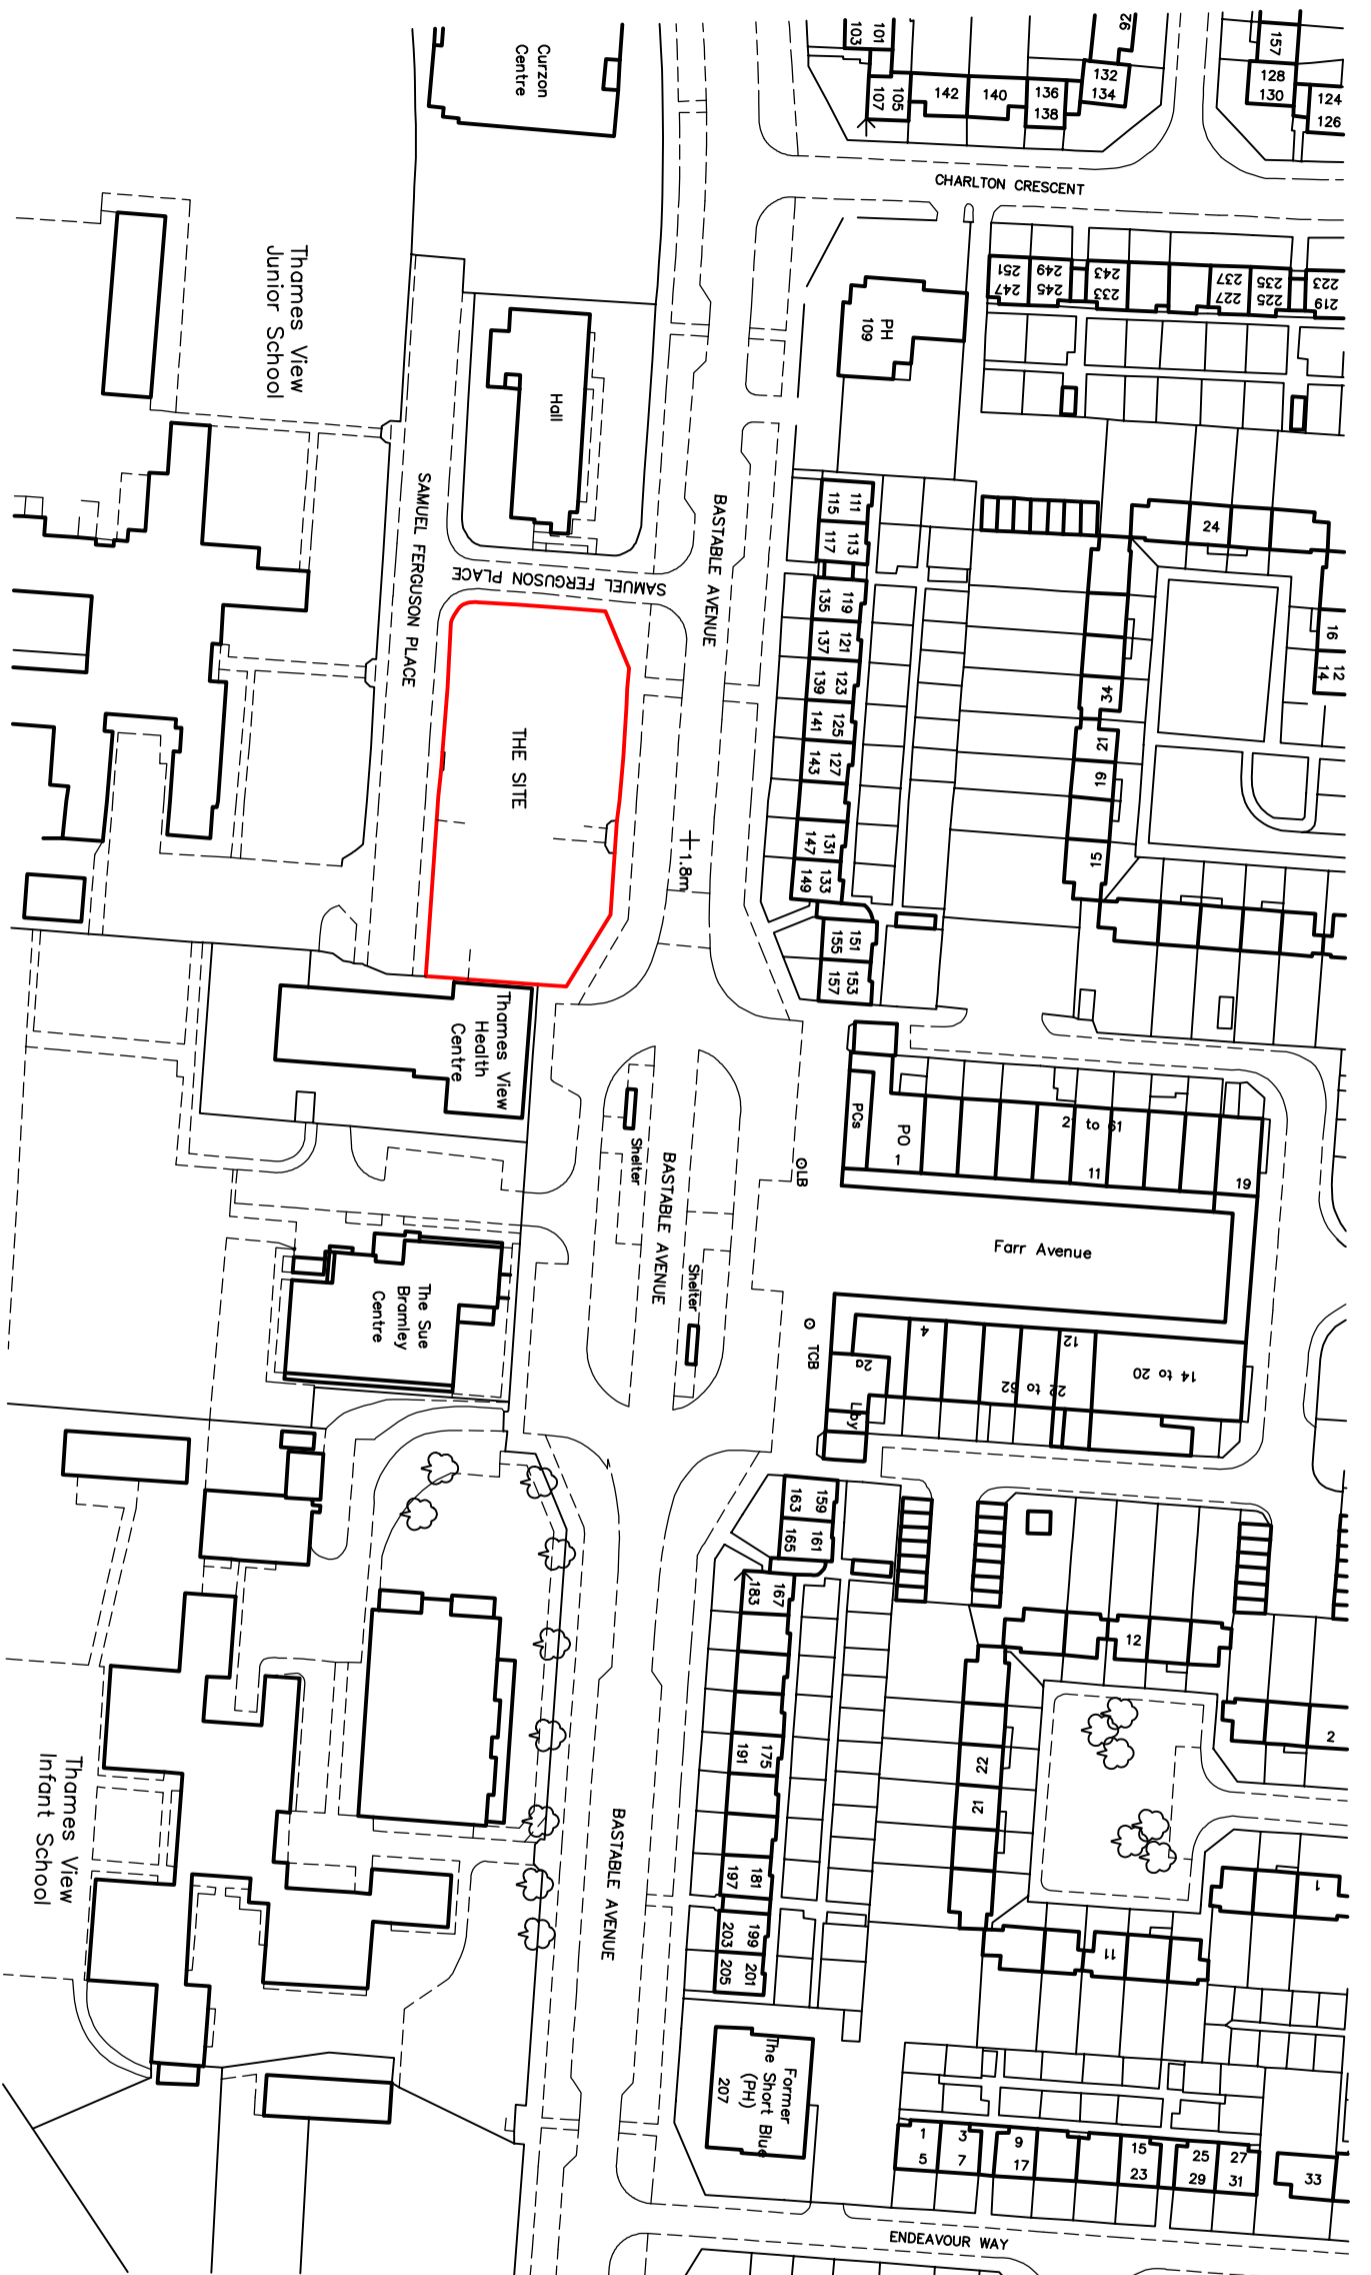 92
157
101
103
132
134
128
130
124
126
107
105
142
140
136
138
Curzon
Centre
CHARLTON CRESCENT
251
247
249
245
243
233
237
227
235
225
223
219
Thames View
Junior School
PH
109
Hall
SAMUEL FERGUSON PLACE
BASTABLE AVENUE
111
115
113
117
24
SAMUEL FERGUSON PLACE
119
135
121
137
123
139
125
141
127
143
131
147
133
149
16
12
14
34
21
19
15
THE SITE
1.8m
151
155
153
157
Thames View
Health
Centre
Shelter
BASTABLE AVENUE
Shelter
LB
TCB
PCs
PO
1
2 to 61
11
19
Farr Avenue
4
2a
Liby
12
22 to 62
14 to 20
The Sue
Bramley
Centre
159
163
161
165
167
183
12
2
175
191
22
21
181
197
1
199
203
201
205
11
BASTABLE AVENUE
Thames View
Infant School
Former
The Short Blue
(PH)
207
1
5
3
7
9
17
15
23
25
29
27
31
33
ENDEAVOUR WAY